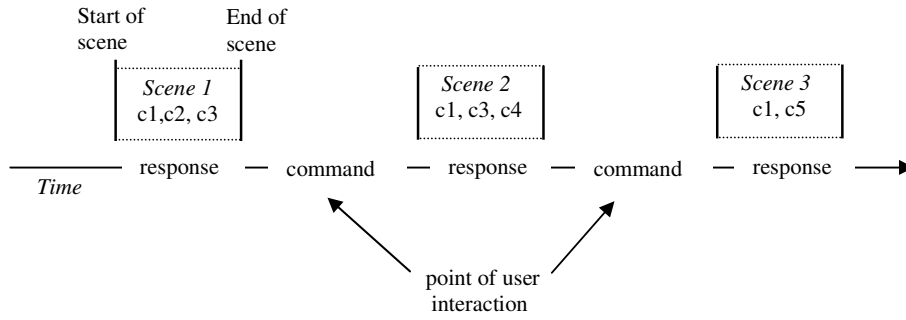 Start of
scene
End of
scene
Scene 1
c1,c2, c3
Scene 2
c1, c3, c4
Scene 3
c1, c5
response
command
response
command
response
Time
point of user
interaction